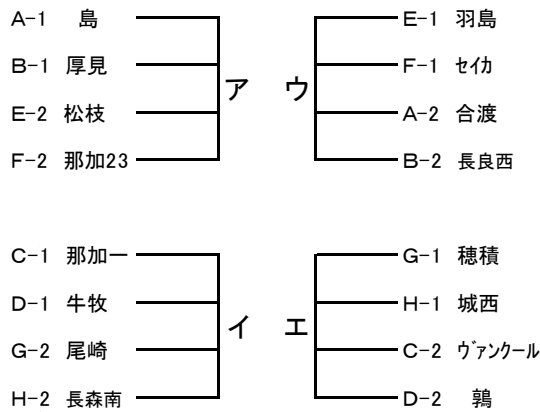 A-1 島
B-1 厚見
E-2 松枝
F-2 那加23
ア
E-1 羽島
F-1 ｾｲｶ
A-2 合渡
B-2 長良西
ウ
C-1 那加一
D-1 牛牧
G-2 尾崎
H-2 長森南
イ
G-1 穂積
H-1 城西
C-2 ｳﾞｧﾝｸｰﾙ
D-2 鶉
エ